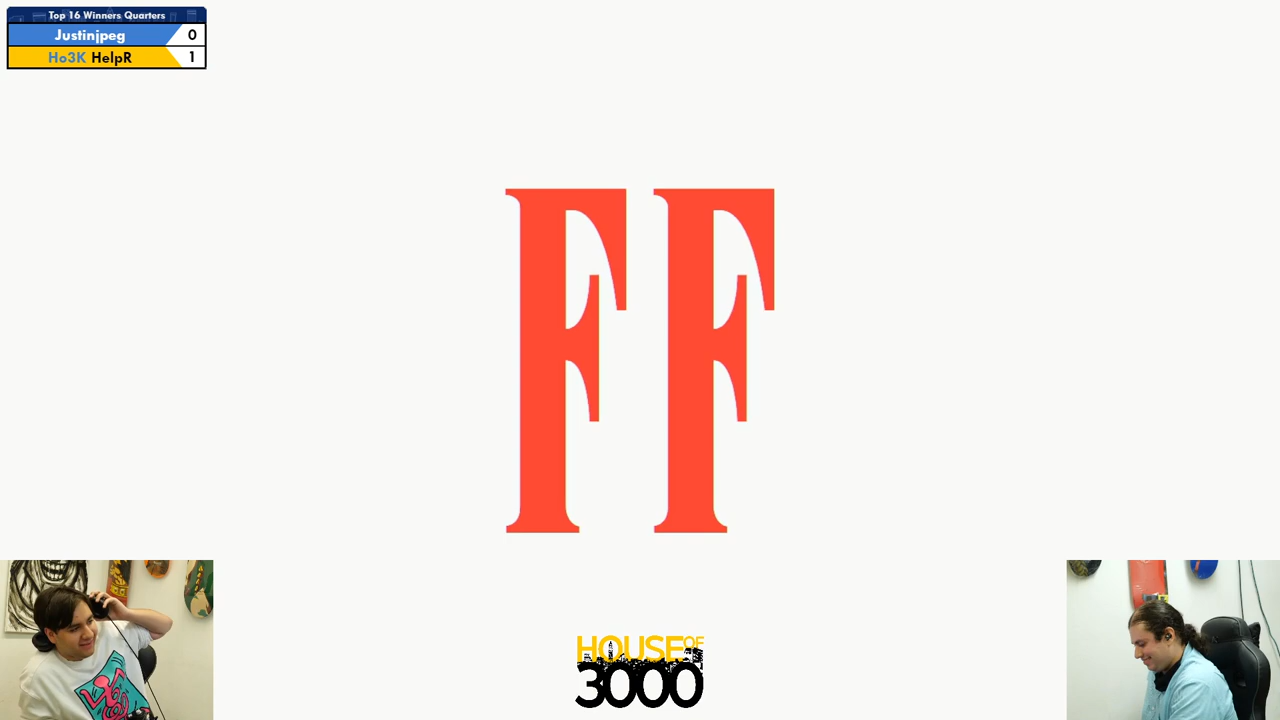 Top 16 Winners Quarters
Justinjpeg 0
Ho3K HelpR 1
FF
HOUSE OF
3000